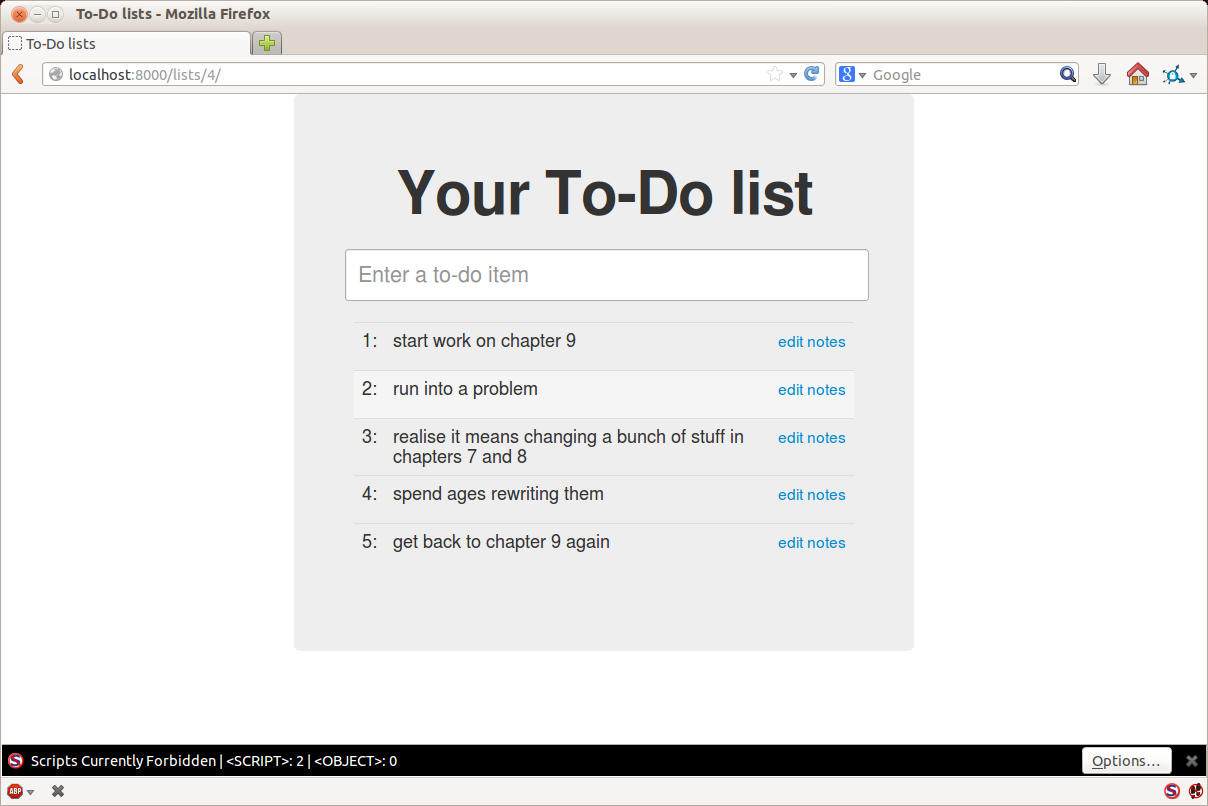 To-Do lists - Mozilla Firefox
To-Do lists
localhost:8000/lists/4/
8
Google
Your To-Do list
Enter a to-do item
1: start work on chapter 9 edit notes
2: run into a problem edit notes
3: realise it means changing a bunch of stuff in edit notes
chapters 7 and 8
4: spend ages rewriting them edit notes
5: get back to chapter 9 again edit notes
S Scripts Currently Forbidden | <SCRIPT>: 2 | <OBJECT>: 0 Options...
ABP S